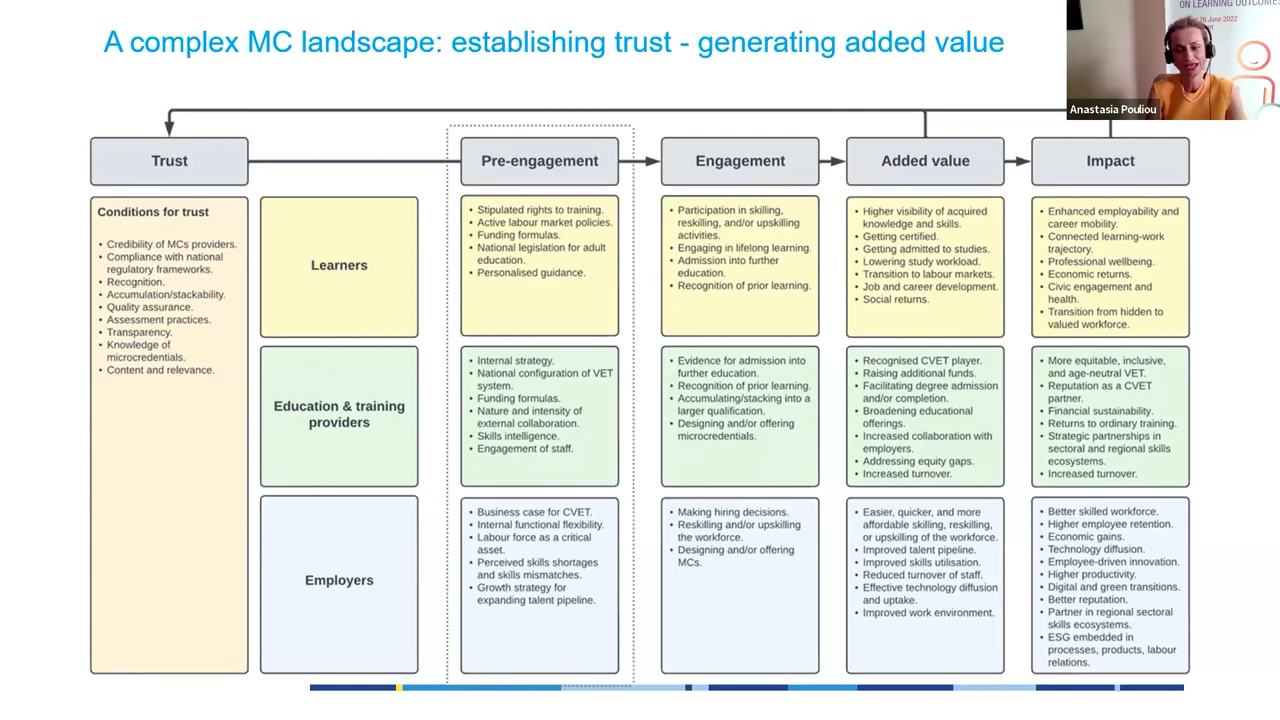 A complex MC landscape: establishing trust - generating added value
ON LEARNING OUTCOMES
28 June 2022
Anastasia Pouliou
Trust
Pre-engagement
Engagement
Added value
Impact
Conditions for trust
• Credibility of MCs providers.
• Compliance with national
regulatory frameworks.
• Recognition.
• Accumulation/stackability.
• Quality assurance.
• Assessment practices.
• Transparency.
• Knowledge of
microcredentials.
• Content and relevance.
Learners
• Stipulated rights to training.
• Active labour market policies.
• Funding formulas.
• National legislation for adult
education.
• Personalised guidance.
• Participation in skilling,
reskilling, and/or upskilling
activities.
• Engaging in lifelong learning.
• Admission into further
education.
• Recognition of prior learning.
• Higher visibility of acquired
knowledge and skills.
• Getting certified.
• Getting admitted to studies.
• Lowering study workload.
• Transition to labour markets.
• Job and career development.
• Social returns.
• Enhanced employability and
career mobility.
• Connected learning-work
trajectory.
• Professional wellbeing.
• Economic returns.
• Civic engagement and
health.
• Transition from hidden to
valued workforce.
Education & training
providers
• Internal strategy.
• National configuration of VET
system.
• Funding formulas.
• Nature and intensity of
external collaboration.
• Skills intelligence.
• Engagement of staff.
• Evidence for admission into
further education.
• Recognition of prior learning.
• Accumulating/stacking into a
larger qualification.
• Designing and/or offering
microcredentials.
• Recognised CVET player.
• Raising additional funds.
• Facilitating degree admission
and/or completion.
• Broadening educational
offerings.
• Increased collaboration with
employers.
• Addressing equity gaps.
• Increased turnover.
• More equitable, inclusive,
and age-neutral VET.
• Reputation as a CVET
partner.
• Financial sustainability.
• Returns to ordinary training.
• Strategic partnerships in
sectoral and regional skills
ecosystems.
• Increased turnover.
Employers
• Business case for CVET.
• Internal functional flexibility.
• Labour force as a critical
asset.
• Perceived skills shortages
and skills mismatches.
• Growth strategy for
expanding talent pipeline.
• Making hiring decisions.
• Reskilling and/or upskilling
the workforce.
• Designing and/or offering
MCs.
• Easier, quicker, and more
affordable skilling, reskilling,
or upskilling of the workforce.
• Improved talent pipeline.
• Improved skills utilisation.
• Reduced turnover of staff.
• Effective technology diffusion
and uptake.
• Improved work environment.
• Better skilled workforce.
• Higher employee retention.
• Economic gains.
• Technology diffusion.
• Employee-driven innovation.
• Higher productivity.
• Digital and green transitions.
• Better reputation.
• Partner in regional sectoral
skills ecosystems.
• ESG embedded in
processes, products, labour
relations.